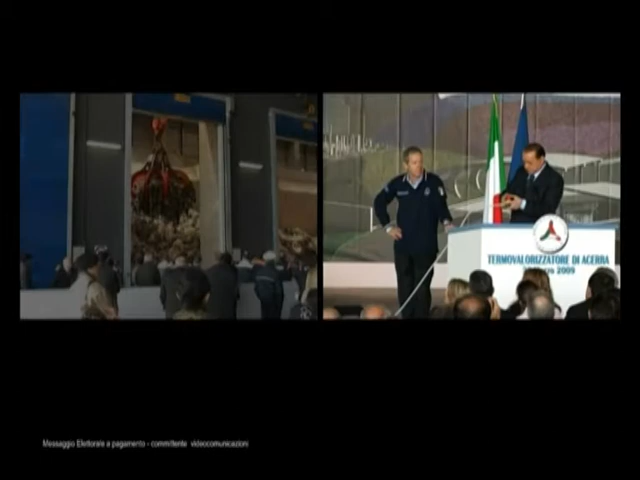 TERMOVALORIZZATORE DI ACERRA
2009
Messaggio Elettorale a pagamento - committente videocomunicazioni